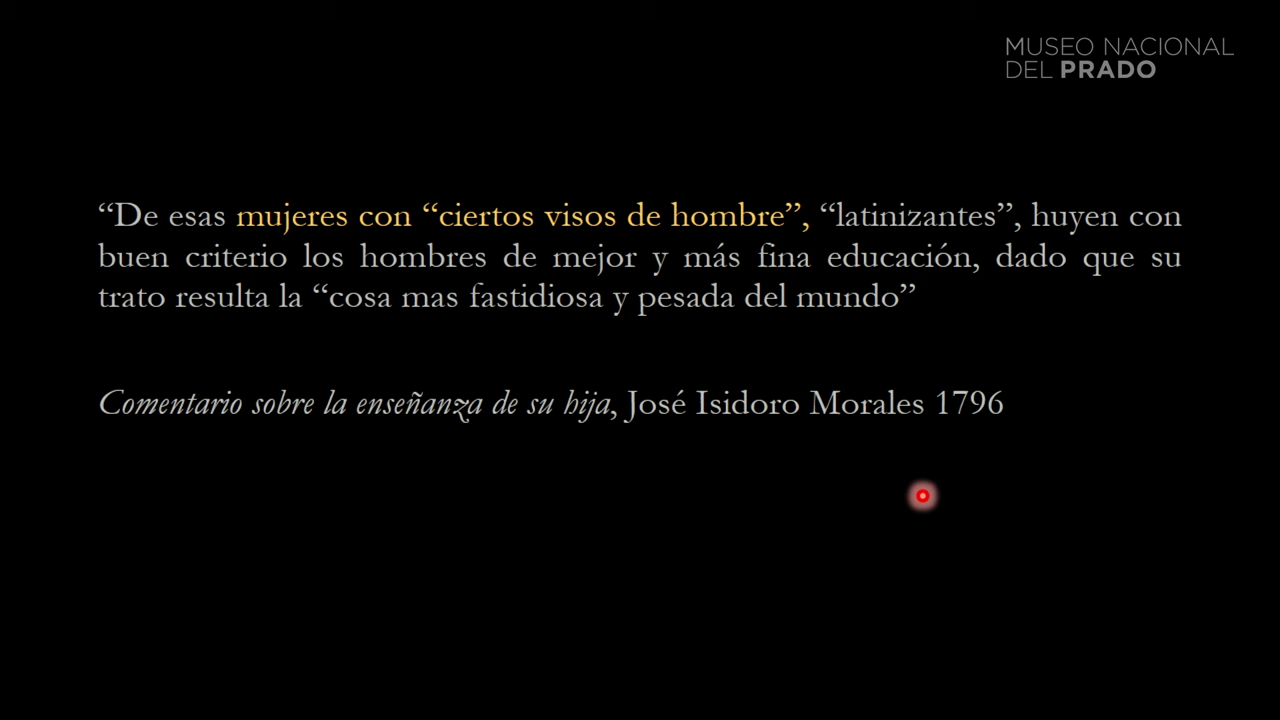 MUSEO NACIONAL
DEL PRADO
“De esas mujeres con “ciertos visos de hombre”, “latinizantes”, huyen con
buen criterio los hombres de mejor y más fina educación, dado que su
trato resulta la “cosa mas fastidiosa y pesada del mundo”
Comentario sobre la enseñanza de su hija, José Isidoro Morales 1796